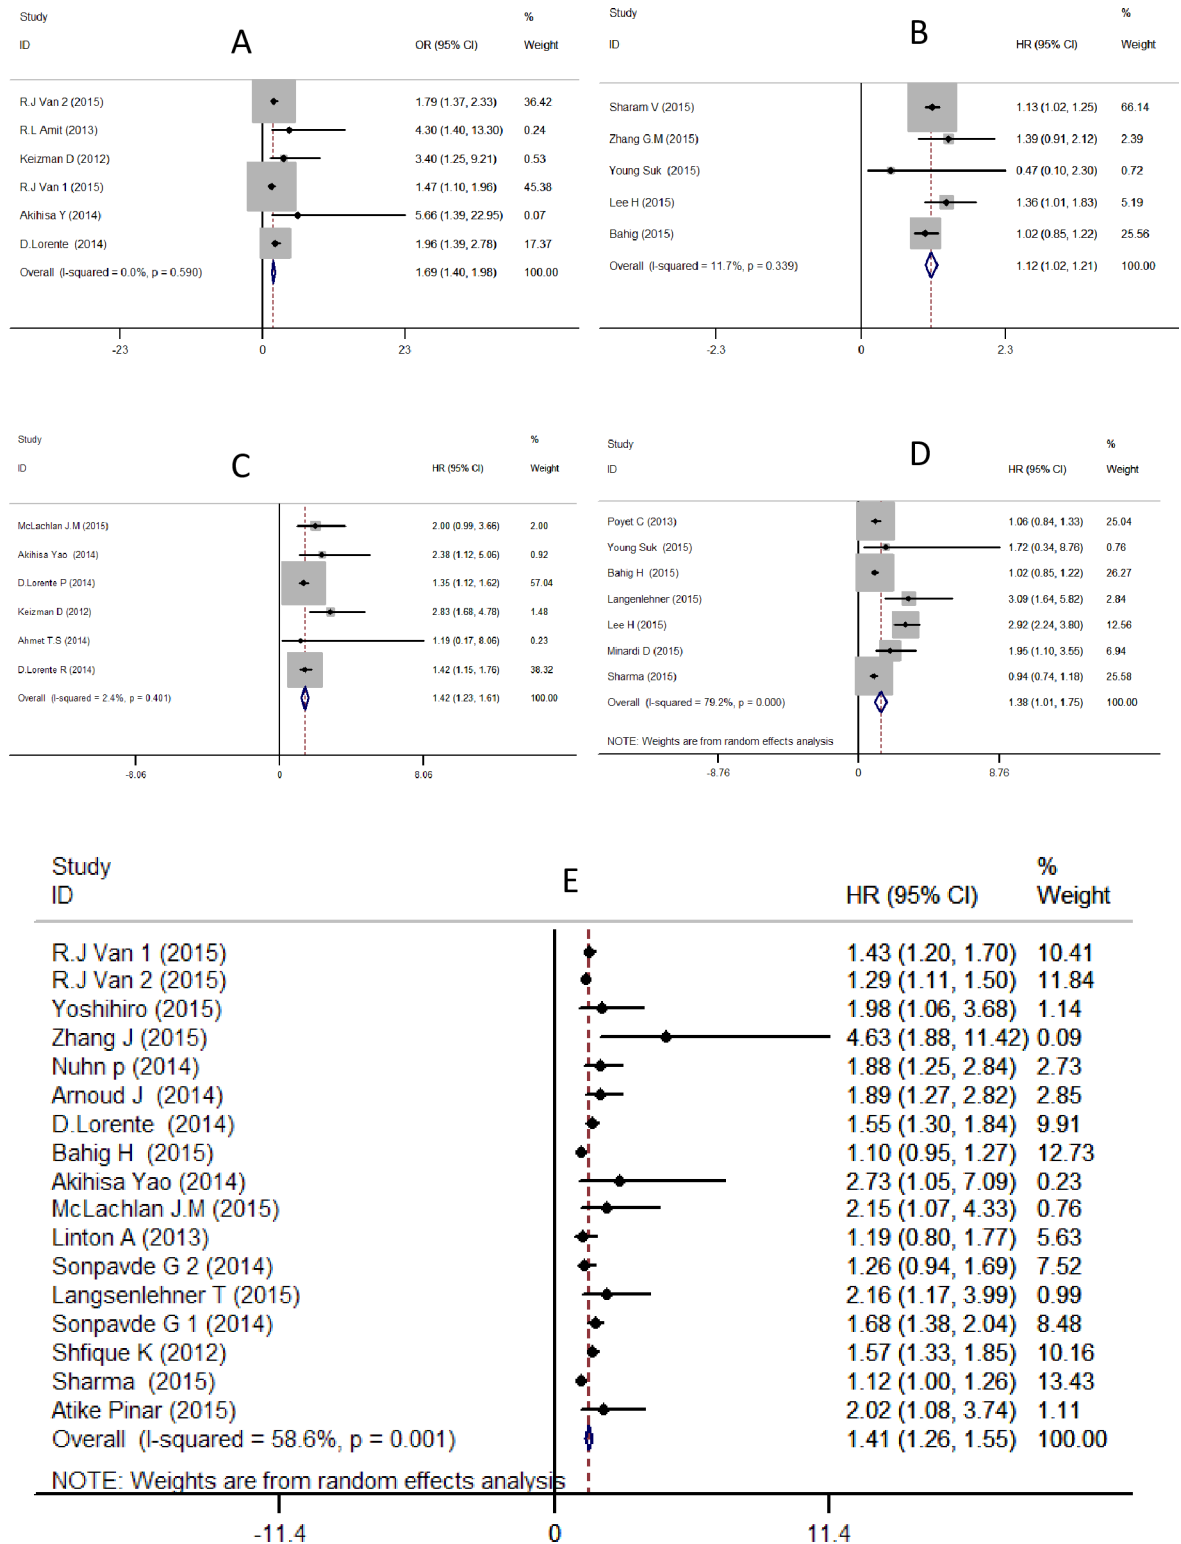 Study %
ID A OR (95% CI) Weight
R.J Van 2 (2015) 1.79 (1.37, 2.33) 36.42
R.L Amit (2013) 4.30 (1.40, 13.30) 0.24
Keizman D (2012) 3.40 (1.25, 9.21) 0.53
R.J Van 1 (2015) 1.47 (1.10, 1.96) 45.38
Akihisa Y (2014) 5.66 (1.39, 22.95) 0.07
D.Lorente (2014) 1.96 (1.39, 2.78) 17.37
Overall (I-squared = 0.0%, p = 0.590) 1.69 (1.40, 1.98) 100.00
-23 0 23
Study %
ID B HR (95% CI) Weight
Sharam V (2015) 1.13 (1.02, 1.25) 66.14
Zhang G.M (2015) 1.39 (0.91, 2.12) 2.39
Young Suk (2015) 0.47 (0.10, 2.30) 0.72
Lee H (2015) 1.36 (1.01, 1.83) 5.19
Bahig (2015) 1.02 (0.85, 1.22) 25.56
Overall (I-squared = 11.7%, p = 0.339) 1.12 (1.02, 1.21) 100.00
-2.3 0 2.3
Study %
ID C HR (95% CI) Weight
McLachlan J.M (2015) 2.00 (0.99, 3.66) 2.00
Akihisa Yao (2014) 2.38 (1.12, 5.06) 0.92
D.Lorente P (2014) 1.35 (1.12, 1.62) 57.04
Keizman D (2012) 2.83 (1.68, 4.78) 1.48
Ahmet T.S (2014) 1.19 (0.17, 8.06) 0.23
D.Lorente R (2014) 1.42 (1.15, 1.76) 38.32
Overall (I-squared = 2.4%, p = 0.401) 1.42 (1.23, 1.61) 100.00
-8.06 0 8.06
Study %
ID D HR (95% CI) Weight
Poyet C (2013) 1.06 (0.84, 1.33) 25.04
Young Suk (2015) 1.72 (0.34, 8.76) 0.76
Bahig H (2015) 1.02 (0.85, 1.22) 26.27
Langenlehner (2015) 3.09 (1.64, 5.82) 2.84
Lee H (2015) 2.92 (2.24, 3.80) 12.56
Minardi D (2015) 1.95 (1.10, 3.55) 6.94
Sharma (2015) 0.94 (0.74, 1.18) 25.58
Overall (I-squared = 79.2%, p = 0.000) 1.38 (1.01, 1.75) 100.00
NOTE: Weights are from random effects analysis
-8.76 0 8.76
Study %
ID E HR (95% CI) Weight
R.J Van 1 (2015) 1.43 (1.20, 1.70) 10.41
R.J Van 2 (2015) 1.29 (1.11, 1.50) 11.84
Yoshihiro (2015) 1.98 (1.06, 3.68) 1.14
Zhang J (2015) 4.63 (1.88, 11.42) 0.09
Nuhn p (2014) 1.88 (1.25, 2.84) 2.73
Arnoud J (2014) 1.89 (1.27, 2.82) 2.85
D.Lorente (2014) 1.55 (1.30, 1.84) 9.91
Bahig H (2015) 1.10 (0.95, 1.27) 12.73
Akihisa Yao (2014) 2.73 (1.05, 7.09) 0.23
McLachlan J.M (2015) 2.15 (1.07, 4.33) 0.76
Linton A (2013) 1.19 (0.80, 1.77) 5.63
Sonpavde G 2 (2014) 1.26 (0.94, 1.69) 7.52
Langsenlehner T (2015) 2.16 (1.17, 3.99) 0.99
Sonpavde G 1 (2014) 1.68 (1.38, 2.04) 8.48
Shfique K (2012) 1.57 (1.33, 1.85) 10.16
Sharma (2015) 1.12 (1.00, 1.26) 13.43
Atike Pinar (2015) 2.02 (1.08, 3.74) 1.11
Overall (I-squared = 58.6%, p = 0.001) 1.41 (1.26, 1.55) 100.00
NOTE: Weights are from random effects analysis
-11.4 0 11.4